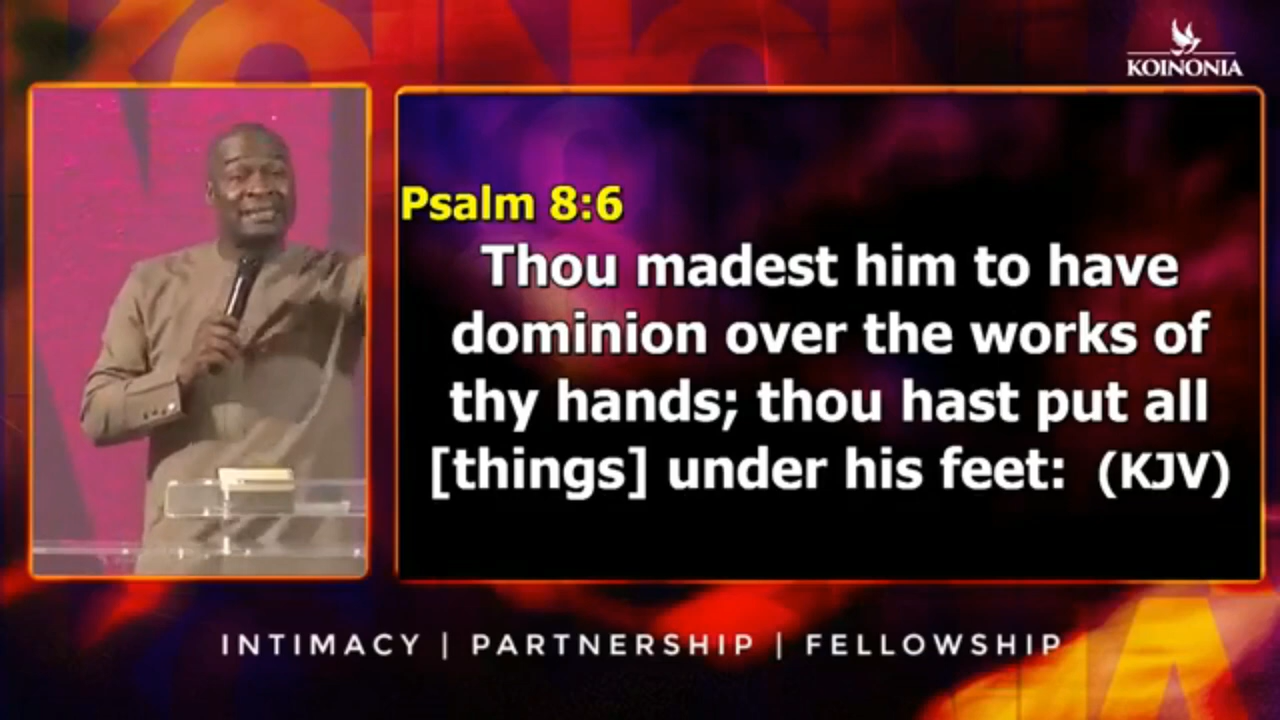 KOINONIA
Psalm 8:6
Thou madest him to have
dominion over the works of
thy hands; thou hast put all
[things] under his feet: (KJV)
INTIMACY | PARTNERSHIP | FELLOWSHIP